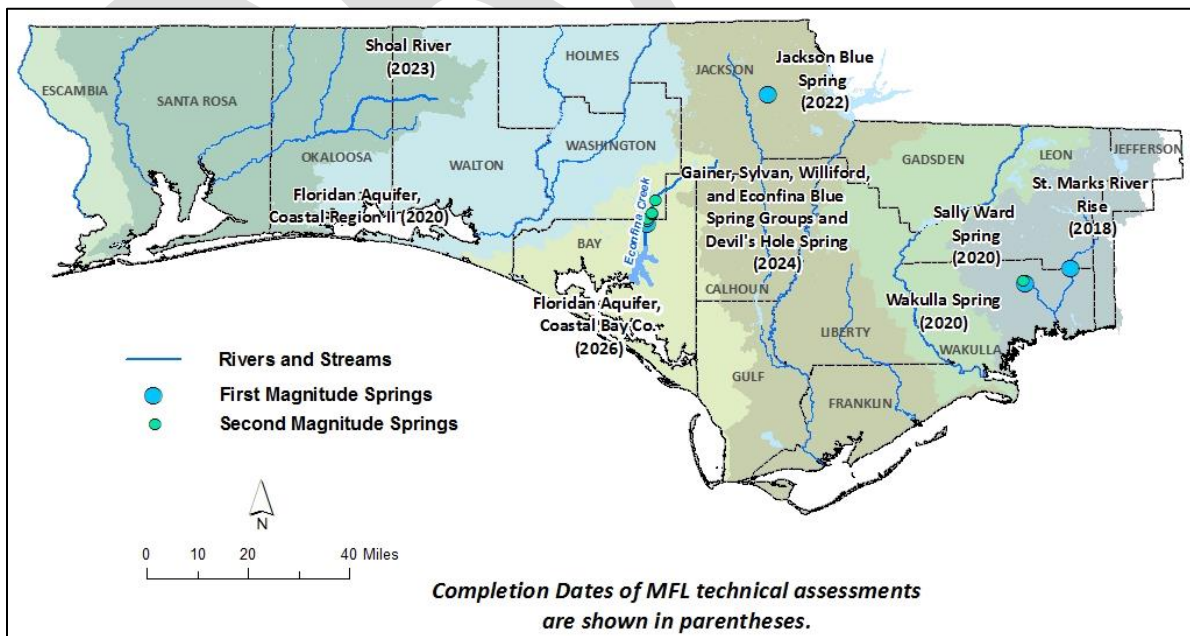 Shoal River
(2023)
HOLMES
JACKSON
Jackson Blue
Spring
(2022)
ESCAMBIA
SANTA ROSA
OKALOOSA
WALTON
WASHINGTON
GADSDEN
LEON
JEFFERSON
Floridan Aquifer,
Coastal Region II (2020)
Econfina Creek
Gainer, Sylvan, Williford,
and Econfina Blue
Spring Groups and
Devil's Hole Spring
(2024)
St. Marks River
Rise
(2018)
Sally Ward
Spring
(2020)
BAY
CALHOUN
Wakulla Spring
(2020)
Floridan Aquifer,
Coastal Bay Co.
(2026)
LIBERTY
WAKULLA
GULF
FRANKLIN
Rivers and Streams
First Magnitude Springs
Second Magnitude Springs
N
0 10 20 40 Miles
Completion Dates of MFL technical assessments
are shown in parentheses.